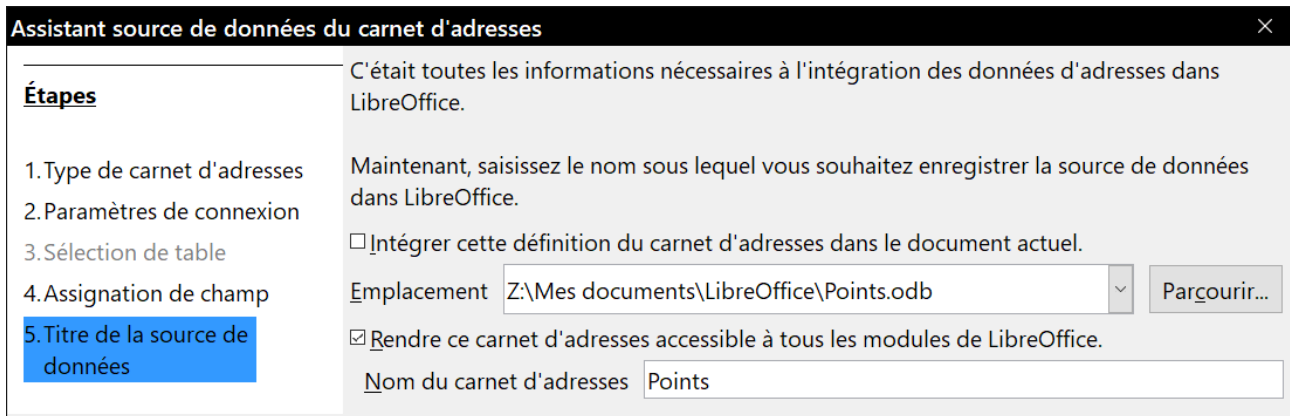 Assistant source de données du carnet d'adresses
Étapes
1. Type de carnet d'adresses
2. Paramètres de connexion
3. Sélection de table
4. Assignation de champ
5. Titre de la source de
données
C'était toutes les informations nécessaires à l'intégration des données d'adresses dans
LibreOffice.
Maintenant, saisissez le nom sous lequel vous souhaitez enregistrer la source de données
dans LibreOffice.
Intégrer cette définition du carnet d'adresses dans le document actuel.
Emplacement Z:\Mes documents\LibreOffice\Points.odb Parcourir...
Rendre ce carnet d'adresses accessible à tous les modules de LibreOffice.
Nom du carnet d'adresses Points